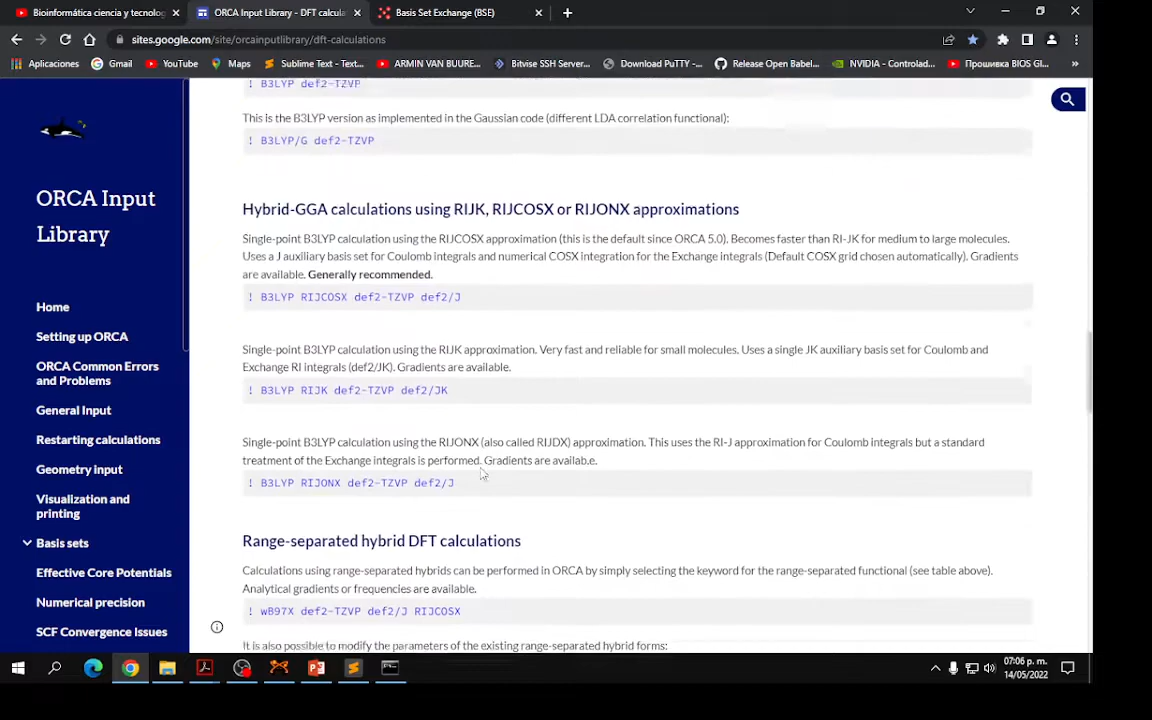 Bioinformática ciencia y tecnolog
ORCA Input Library - DFT calcula
Basis Set Exchange (BSE)
sites.google.com/site/orcainputlibrary/dft-calculations
Aplicaciones
Gmail
YouTube
Maps
Sublime Text - Text...
ARMIN VAN BUURE...
Bitvise SSH Server...
Download PuTTY -...
Release Open Babel...
NVIDIA - Controlad...
Прошивка BIOS GI...
ORCA Input
Library
Home
Setting up ORCA
ORCA Common Errors
and Problems
General Input
Restarting calculations
Geometry input
Visualization and
printing
Basis sets
Effective Core Potentials
Numerical precision
SCF Convergence Issues
! B3LYP def2-TZVP
This is the B3LYP version as implemented in the Gaussian code (different LDA correlation functional):
! B3LYP/G def2-TZVP
Hybrid-GGA calculations using RIJK, RIJCOSX or RIJONX approximations
Single-point B3LYP calculation using the RIJCOSX approximation (this is the default since ORCA 5.0). Becomes faster than RI-JK for medium to large molecules.
Uses a J auxiliary basis set for Coulomb integrals and numerical COSX integration for the Exchange integrals (Default COSX grid chosen automatically). Gradients
are available. Generally recommended.
! B3LYP RIJCOSX def2-TZVP def2/J
Single-point B3LYP calculation using the RIJK approximation. Very fast and reliable for small molecules. Uses a single JK auxiliary basis set for Coulomb and
Exchange RI integrals (def2/JK). Gradients are available.
! B3LYP RIJK def2-TZVP def2/JK
Single-point B3LYP calculation using the RIJONX (also called RIJDX) approximation. This uses the RI-J approximation for Coulomb integrals but a standard
treatment of the Exchange integrals is performed. Gradients are availab.e.
! B3LYP RIJONX def2-TZVP def2/J
Range-separated hybrid DFT calculations
Calculations using range-separated hybrids can be performed in ORCA by simply selecting the keyword for the range-separated functional (see table above).
Analytical gradients or frequencies are available.
! wB97X def2-TZVP def2/J RIJCOSX
It is also possible to modify the parameters of the existing range-separated hybrid forms:
07:06 p. m.
14/05/2022